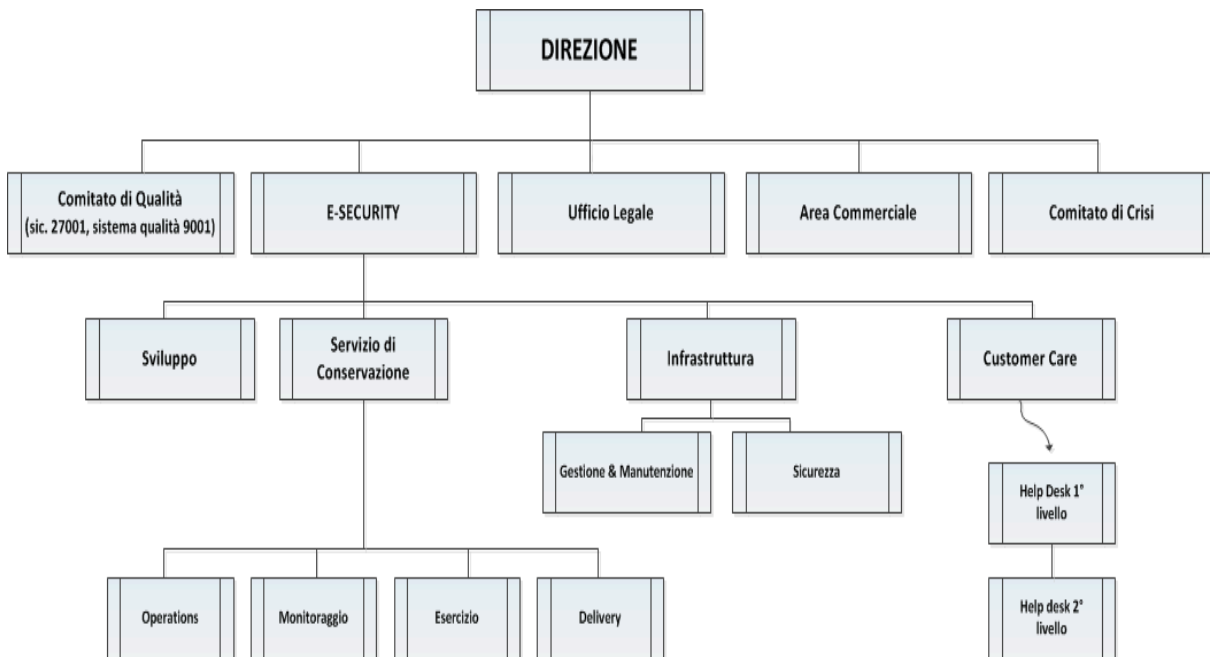 DIREZIONE
Comitato di Qualità
(sic. 27001, sistema qualità 9001)
E-SECURITY
Ufficio Legale
Area Commerciale
Comitato di Crisi
Sviluppo
Servizio di
Conservazione
Infrastruttura
Customer Care
Gestione & Manutenzione
Sicurezza
Help Desk 1°
livello
Operations
Monitoraggio
Esercizio
Delivery
Help desk 2°
livello